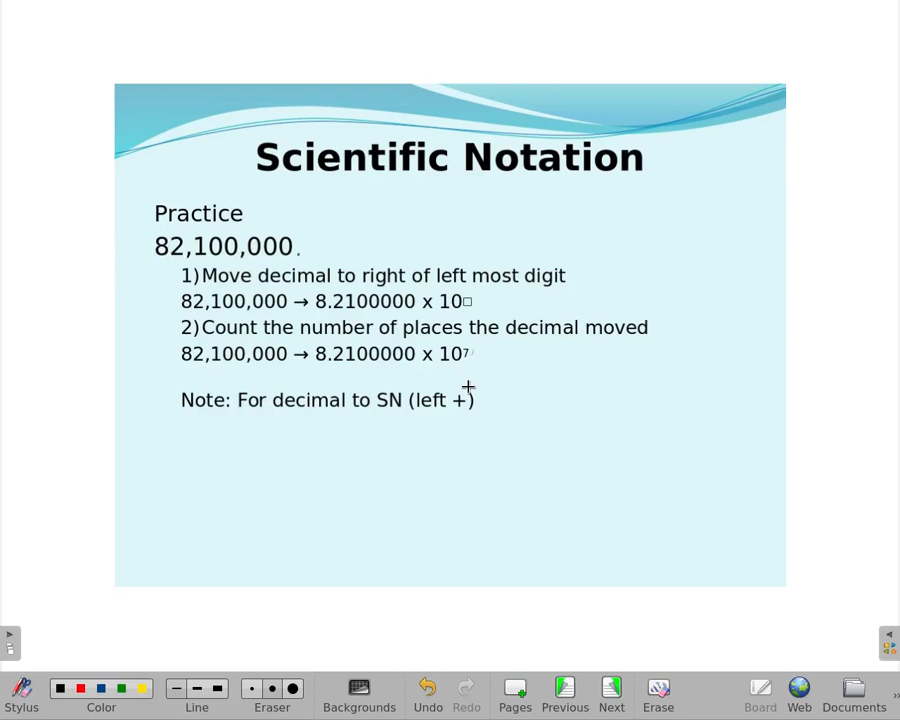 Scientific Notation
Practice
82,100,000.
1)Move decimal to right of left most digit
82,100,000 → 8.2100000 x 10□
2)Count the number of places the decimal moved
82,100,000 → 8.2100000 x 10⁷
Note: For decimal to SN (left +)
Stylus Color Line Eraser Backgrounds Undo Redo Pages Previous Next Erase Board Web Documents